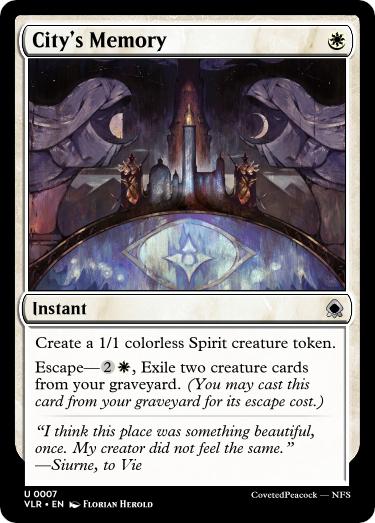 City's Memory
Instant
Create a 1/1 colorless Spirit creature token.
Escape—2, Exile two creature cards
from your graveyard. (You may cast this
card from your graveyard for its escape cost.)
“I think this place was something beautiful,
once. My creator did not feel the same.”
—Siurne, to Vie
U 0007
VLR • EN Florian Herold
CovetedPeacock — NFS